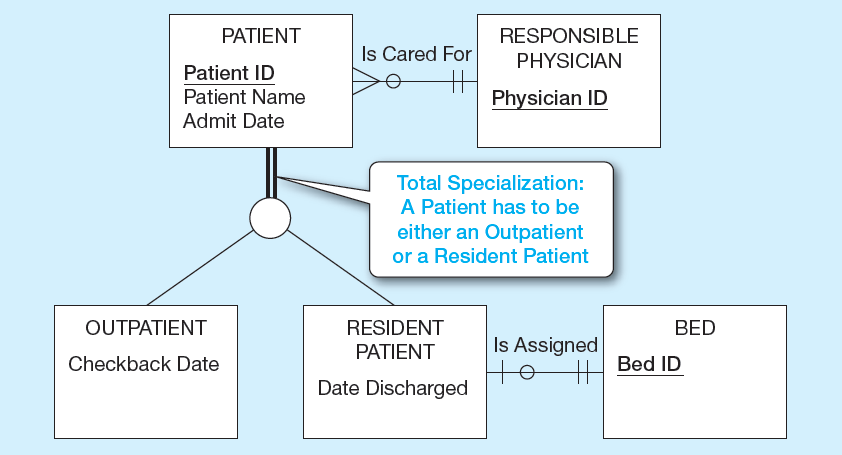 PATIENT
Patient ID
Patient Name
Admit Date
Is Cared For
RESPONSIBLE
PHYSICIAN
Physician ID
Total Specialization:
A Patient has to be
either an Outpatient
or a Resident Patient
OUTPATIENT
Checkback Date
RESIDENT
PATIENT
Date Discharged
Is Assigned
BED
Bed ID